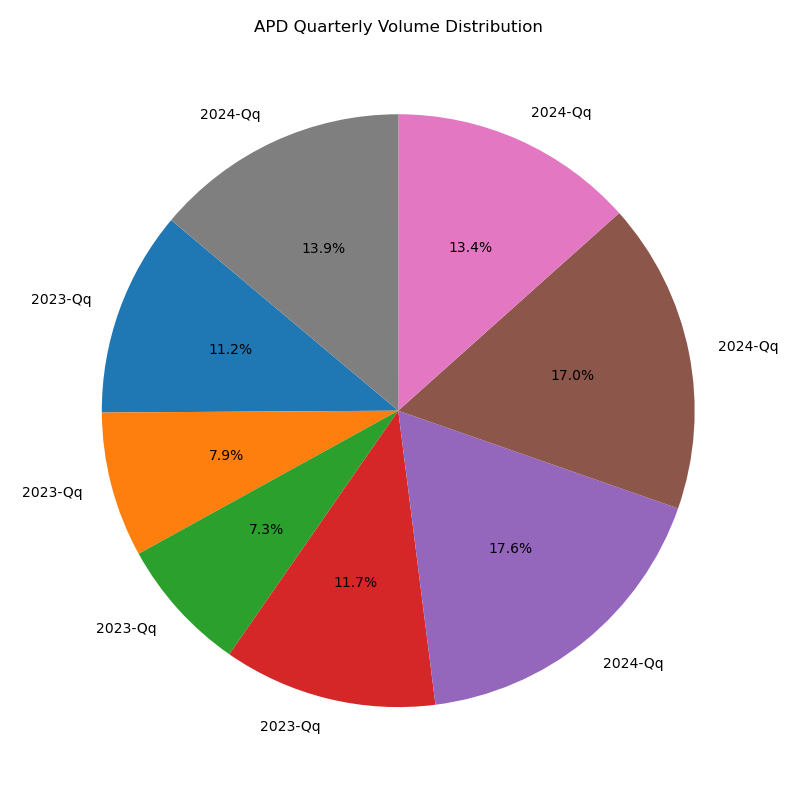 APD Quarterly Volume Distribution
2024-Qq
2024-Qq
13.4%
13.9%
2023-Qq
11.2%
2024-Qq
17.0%
7.9%
2023-Qq
7.3%
17.6%
11.7%
2023-Qq
2024-Qq
2023-Qq